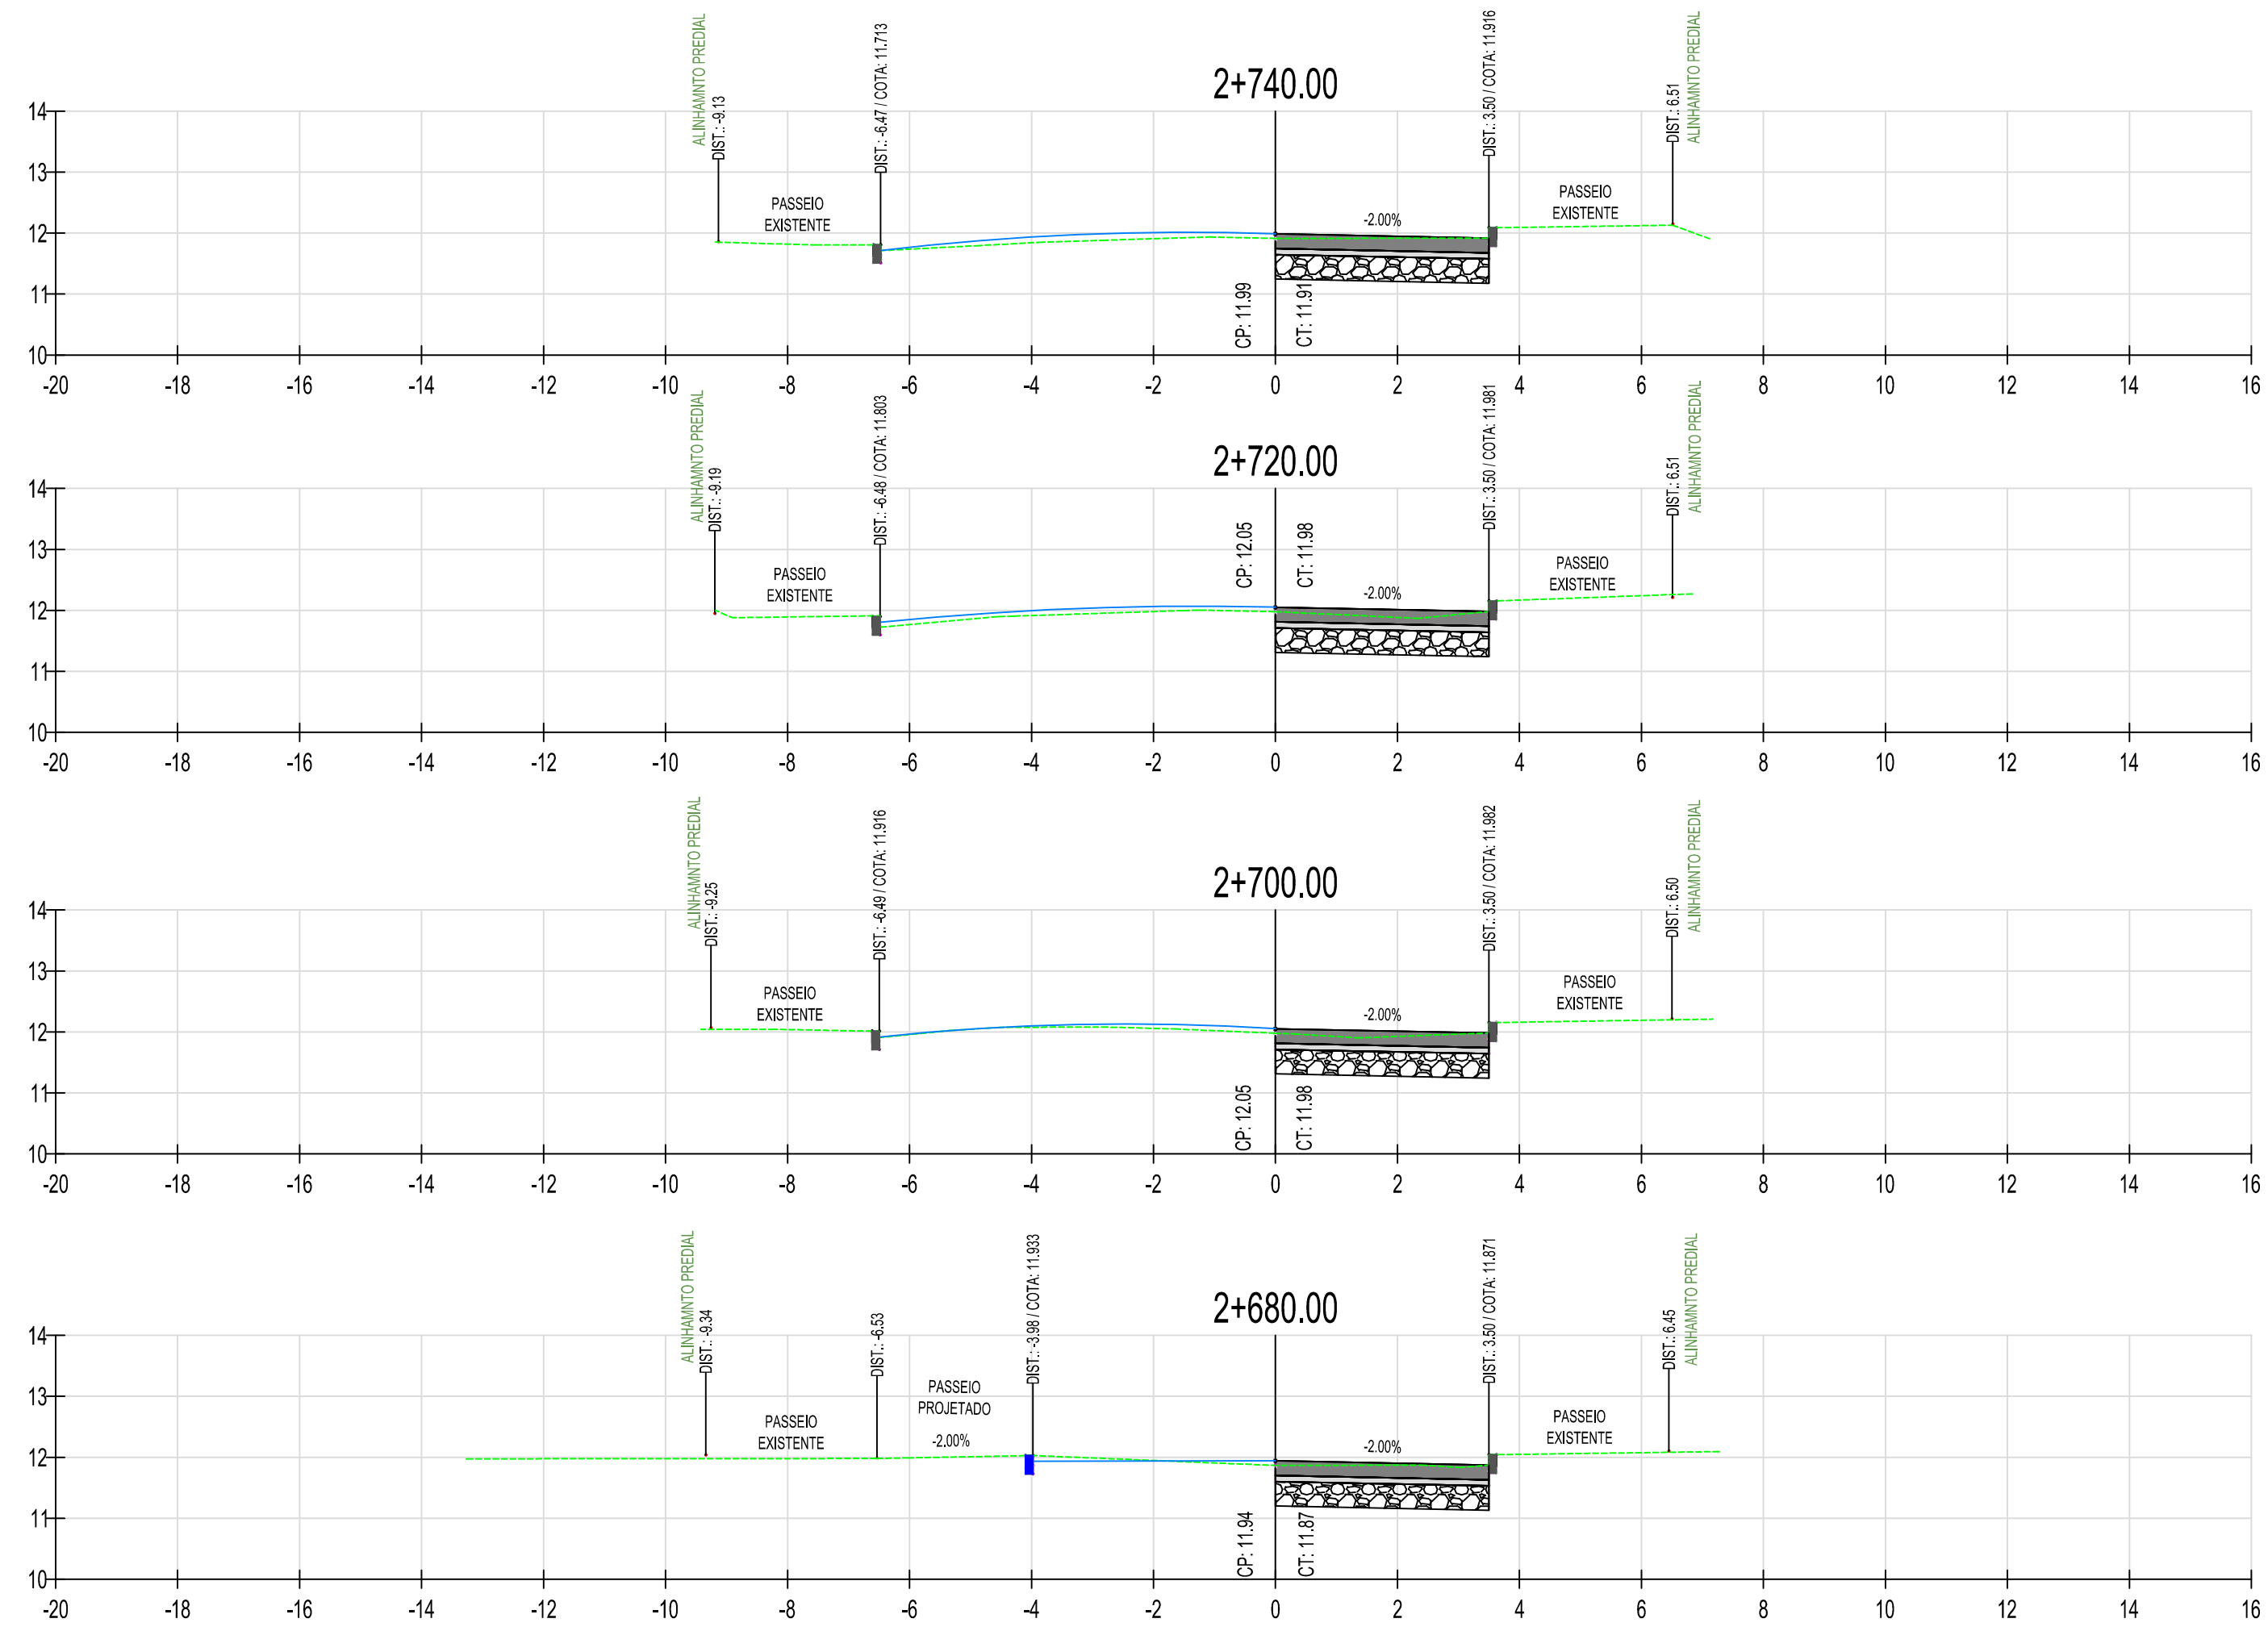 ALINHAMNTO PREDIAL
DIST.: -9.13
DIST.: -6.47 / COTA: 11.713
2+740.00
DIST.: 3.50 / COTA: 11.916
DIST.: 6.51
ALINHAMNTO PREDIAL
14
13
12
11
10
PASSEIO
EXISTENTE
-2.00%
PASSEIO
EXISTENTE
CP: 11.99
CT: 11.91
-20 -18 -16 -14 -12 -10 -8 -6 -4 -2 0 2 4 6 8 10 12 14 16
ALINHAMNTO PREDIAL
DIST.: -9.19
DIST.: -6.48 / COTA: 11.803
2+720.00
DIST.: 3.50 / COTA: 11.981
DIST.: 6.51
ALINHAMNTO PREDIAL
14
13
12
11
10
PASSEIO
EXISTENTE
CP: 12.05
CT: 11.98
-2.00%
PASSEIO
EXISTENTE
-20 -18 -16 -14 -12 -10 -8 -6 -4 -2 0 2 4 6 8 10 12 14 16
ALINHAMNTO PREDIAL
DIST.: -9.25
DIST.: -6.49 / COTA: 11.916
2+700.00
DIST.: 3.50 / COTA: 11.982
DIST.: 6.50
ALINHAMNTO PREDIAL
14
13
12
11
10
PASSEIO
EXISTENTE
-2.00%
PASSEIO
EXISTENTE
CP: 12.05
CT: 11.98
-20 -18 -16 -14 -12 -10 -8 -6 -4 -2 0 2 4 6 8 10 12 14 16
ALINHAMNTO PREDIAL
DIST.: -9.34
DIST.: -6.53
DIST.: -3.98 / COTA: 11.933
2+680.00
DIST.: 3.50 / COTA: 11.871
DIST.: 6.45
ALINHAMNTO PREDIAL
14
13
12
11
10
PASSEIO
EXISTENTE
PASSEIO
PROJETADO
-2.00%
-2.00%
PASSEIO
EXISTENTE
CP: 11.94
CT: 11.87
-20 -18 -16 -14 -12 -10 -8 -6 -4 -2 0 2 4 6 8 10 12 14 16